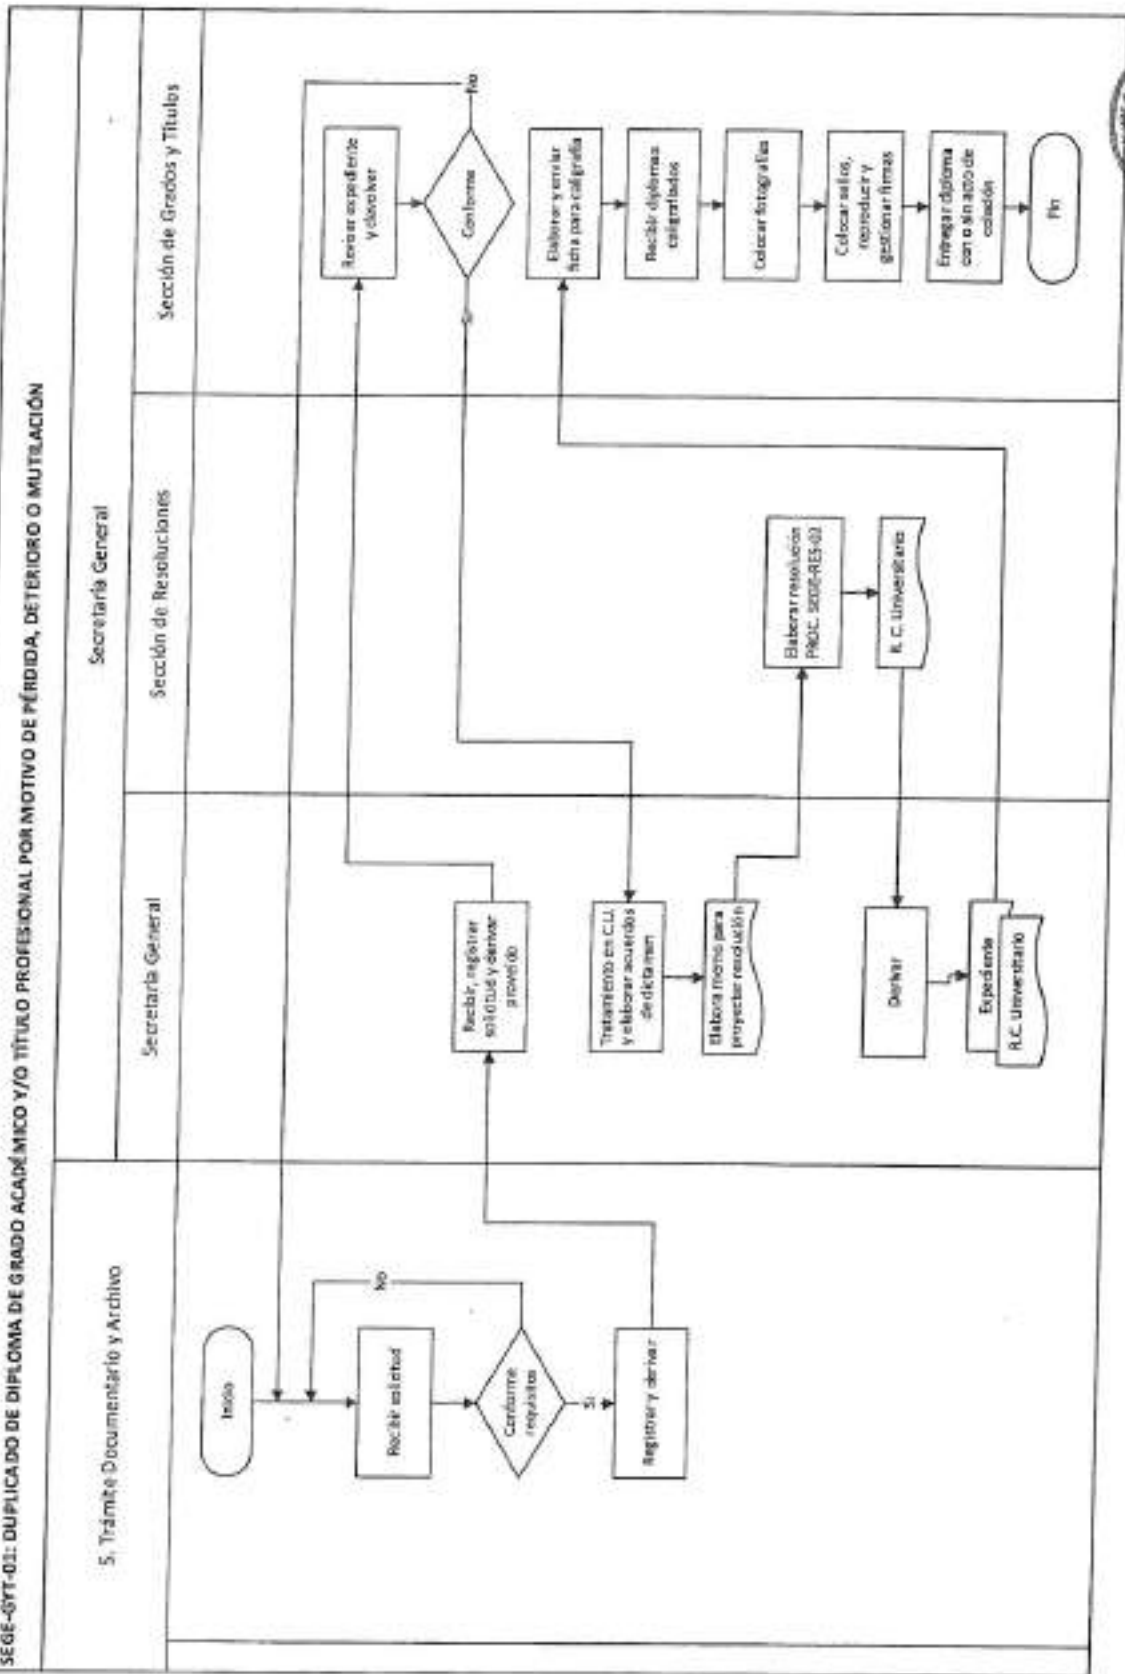 SEGE-GYT-01: DUPLICADO DE DIPLOMA DE GRADO ACADÉMICO Y/O TÍTULO PROFESIONAL POR MOTIVO DE PÉRDIDA, DETERIORO O MUTILACIÓN
Secretaría General
S. Trámite Documentario y Archivo
Secretaría General
Sección de Resoluciones
Sección de Grados y Títulos
Inicio
Recibir solicitud
No
Conforme
requisitos
Si
Registrar y derivar
Recibir, registrar
solicitud y derivar
proveído
Revisar expediente
y devolver
No
Conforme
Si
Tratamiento en C.U.
y elaborar acuerdos
de dictamen
Elabora memo para
proyectar resolución
Elaborar resolución
PROC. SEGE-RES-02
R. C. Universitario
Derivar
Expediente
R.C. Universitario
Elaborar y enviar
ficha para caligrafía
Recibir diplomas
caligrafiados
Colocar fotografías
Colocar sellos,
reproducir y
gestionar firmas
Entregar diploma
con o sin acto de
colación
Fin